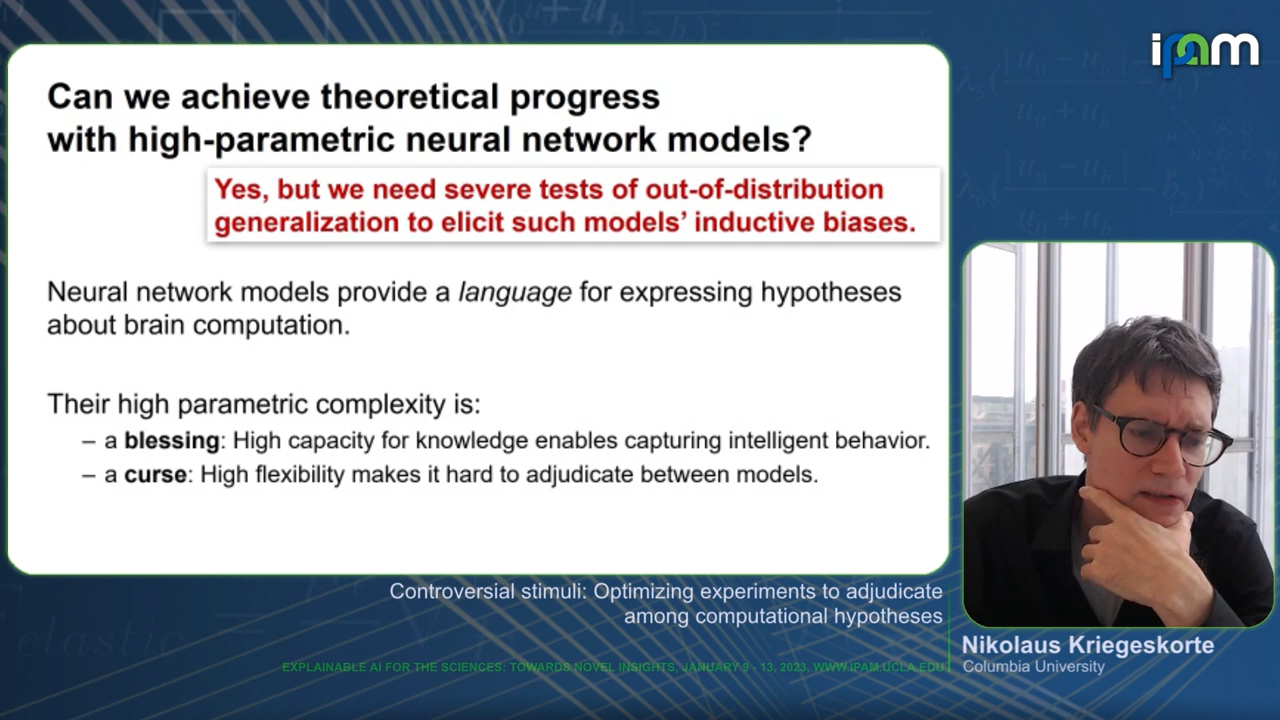 ipam
Can we achieve theoretical progress
with high-parametric neural network models?
Yes, but we need severe tests of out-of-distribution
generalization to elicit such models’ inductive biases.
Neural network models provide a language for expressing hypotheses
about brain computation.
Their high parametric complexity is:
– a blessing: High capacity for knowledge enables capturing intelligent behavior.
– a curse: High flexibility makes it hard to adjudicate between models.
Controversial stimuli: Optimizing experiments to adjudicate
among computational hypotheses
Nikolaus Kriegeskorte
Columbia University
EXPLAINABLE AI FOR THE SCIENCES: TOWARDS NOVEL INSIGHTS, JANUARY 9 - 13, 2023, WWW.IPAM.UCLA.EDU
elastic